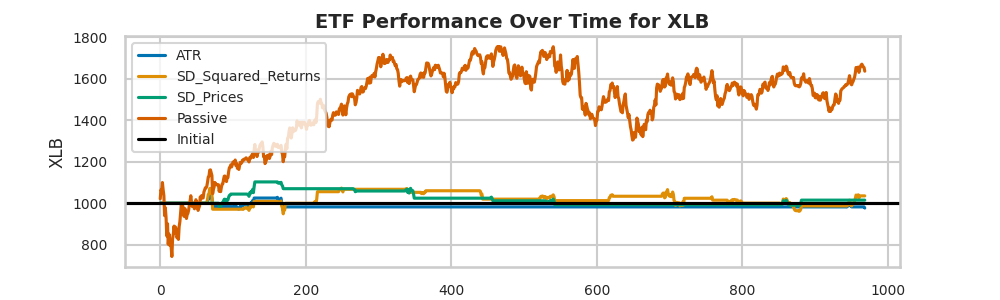 ETF Performance Over Time for XLB
1800
1600
1400
1200
1000
800
XLB
ATR
SD_Squared_Returns
SD_Prices
Passive
Initial
0 200 400 600 800 1000